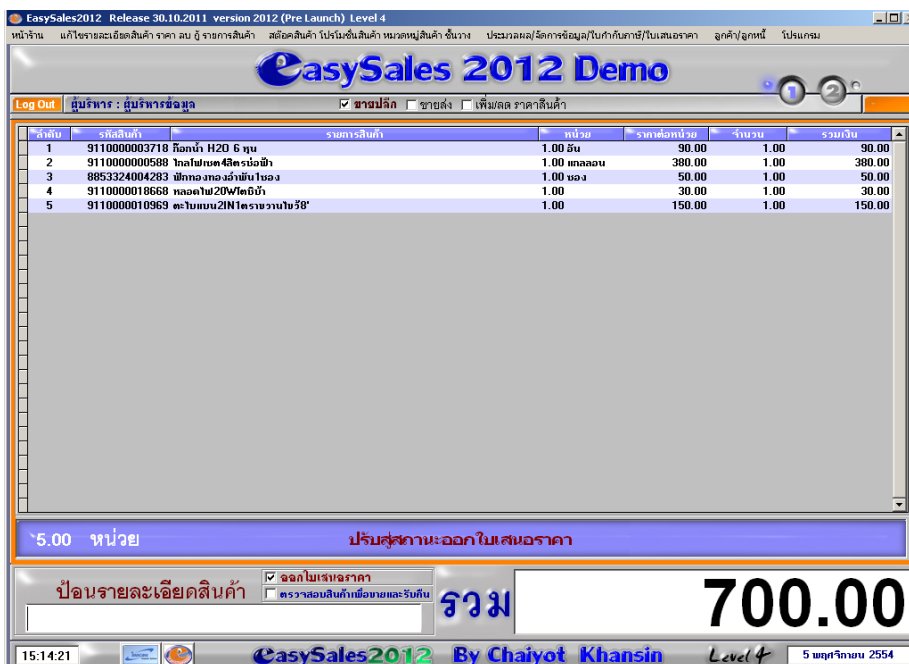 EasySales2012 Release 30.10.2011 version 2012 (Pre Launch) Level 4
หน้าร้าน แก้ไขรายละเอียดสินค้า ราคา ลบ กู้ รายการสินค้า สต๊อคสินค้า โปรโมชั่นสินค้า หมวดหมู่สินค้า ชั้นวาง ประมวลผล/จัดการข้อมูล/ใบกำกับภาษี/ใบเสนอราคา ลูกค้า/ลูกหนี้ โปรแกรม
easySales 2012 Demo
1 2
Log Out ผู้บริหาร : ผู้บริหารข้อมูล ขายปลีก ขายส่ง เพิ่ม/ลด ราคาสินค้า
ลำดับ รหัสสินค้า รายการสินค้า หน่วย ราคาต่อหน่วย จำนวน รวมเงิน
1 9110000003718 ก๊อกน้ำ H2O 6 หุน 1.00 อัน 90.00 1.00 90.00
2 9110000000588 1.00 แกลลอน 380.00 1.00 380.00
3 8853324004283 ฟักทองทองอำพัน1ซอง 1.00 ซอง 50.00 1.00 50.00
4 9110000018668 หลอดไฟ20Wโตชิบ้า 1.00 30.00 1.00 30.00
5 9110000010969 ตะไบแบน2IN1ตราขวานไขว้8' 1.00 150.00 1.00 150.00
5.00 หน่วย ปรับสู่สถานะออกใบเสนอราคา
ป้อนรายละเอียดสินค้า
ออกใบเสนอราคา
ตรวจสอบสินค้าเพื่อขายและรับคืน
รวม 700.00
15:14:21 easySales2012 By Chaiyot Khansin Level 4 5 พฤศจิกายน 2554